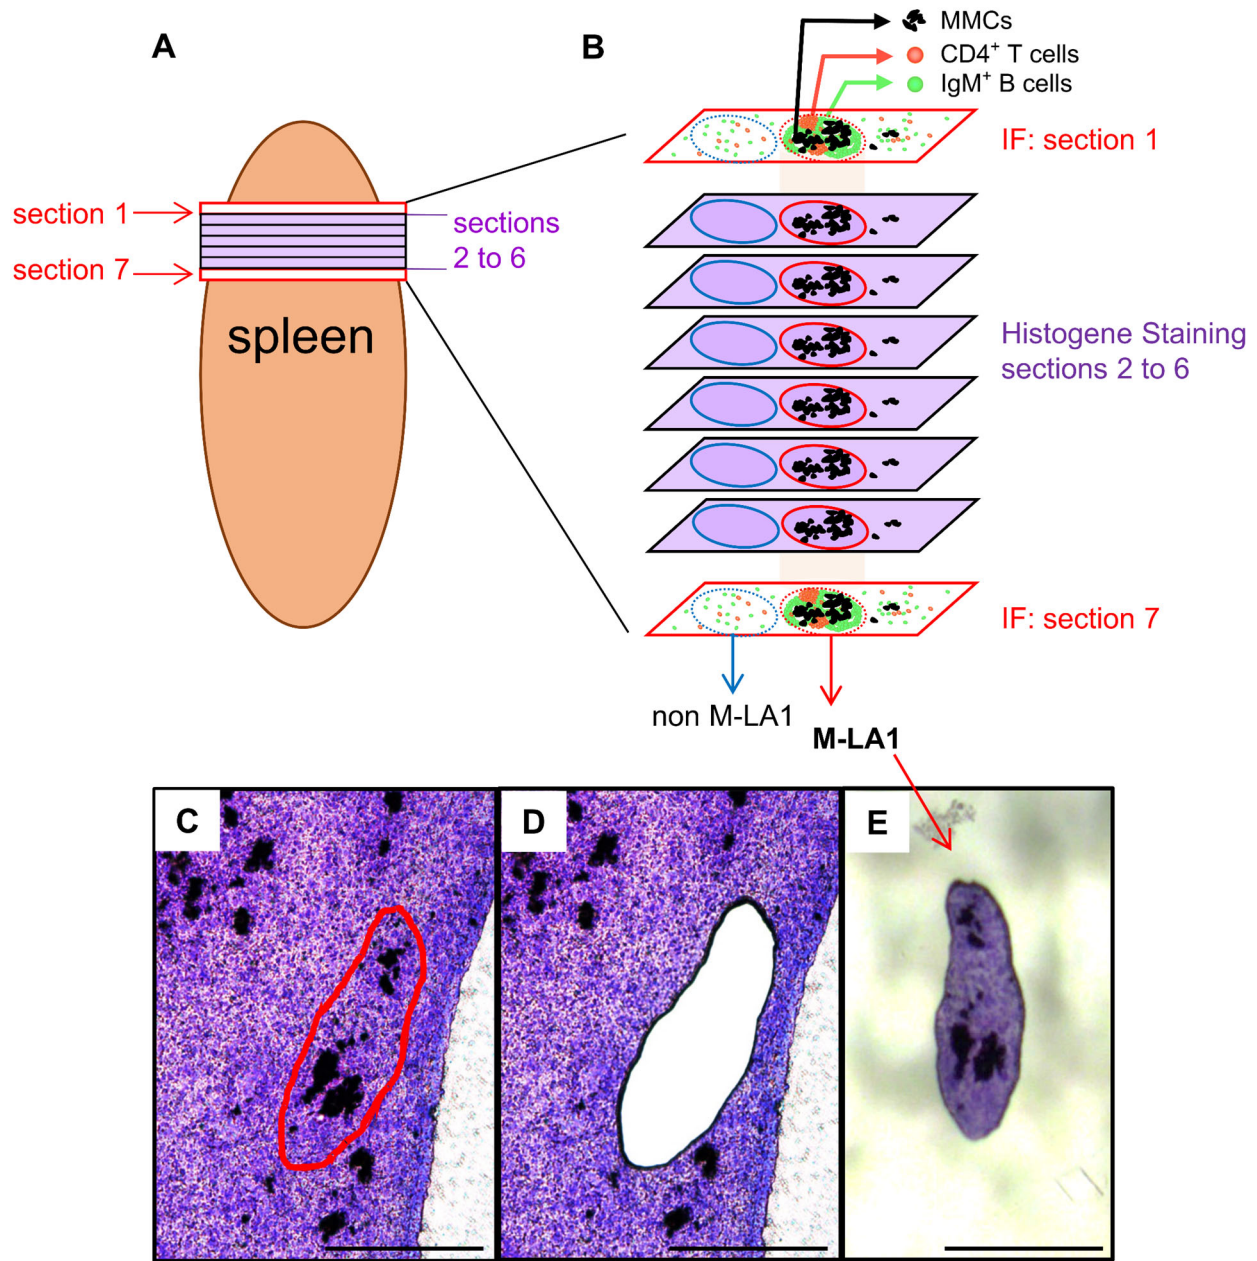 A
B
MMCs
CD4+ T cells
IgM+ B cells
IF: section 1
section 1
sections
2 to 6
section 7
spleen
Histogene Staining
sections 2 to 6
IF: section 7
non M-LA1
M-LA1
C
D
E